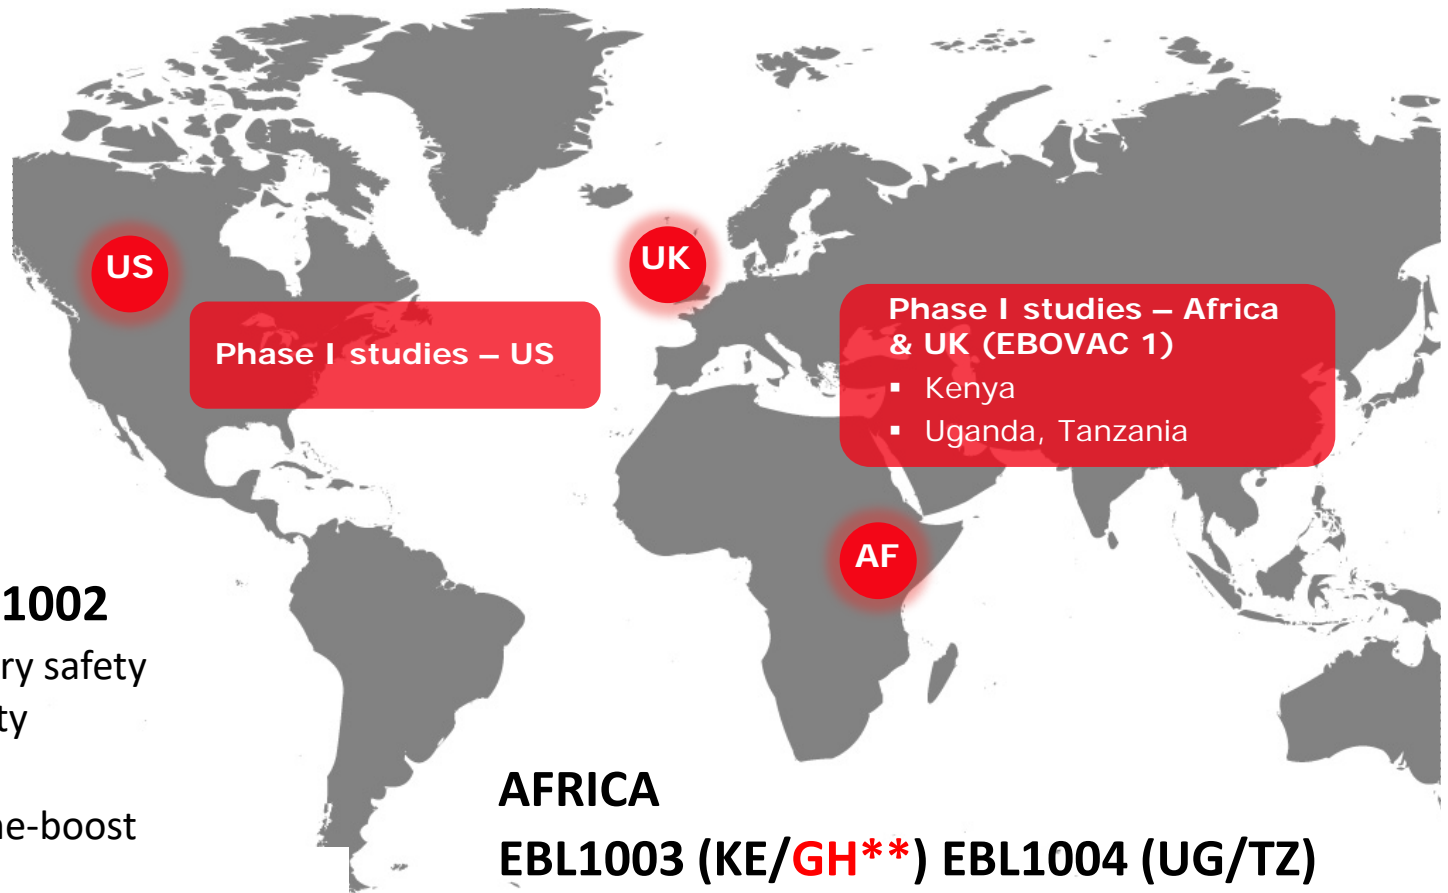 US
UK
Phase I studies – US
Phase I studies – Africa
& UK (EBOVAC 1)
▪ Kenya
▪ Uganda, Tanzania
AF
1002
ry safety
ty
ne-boost
AFRICA
EBL1003 (KE/GH**) EBL1004 (UG/TZ)